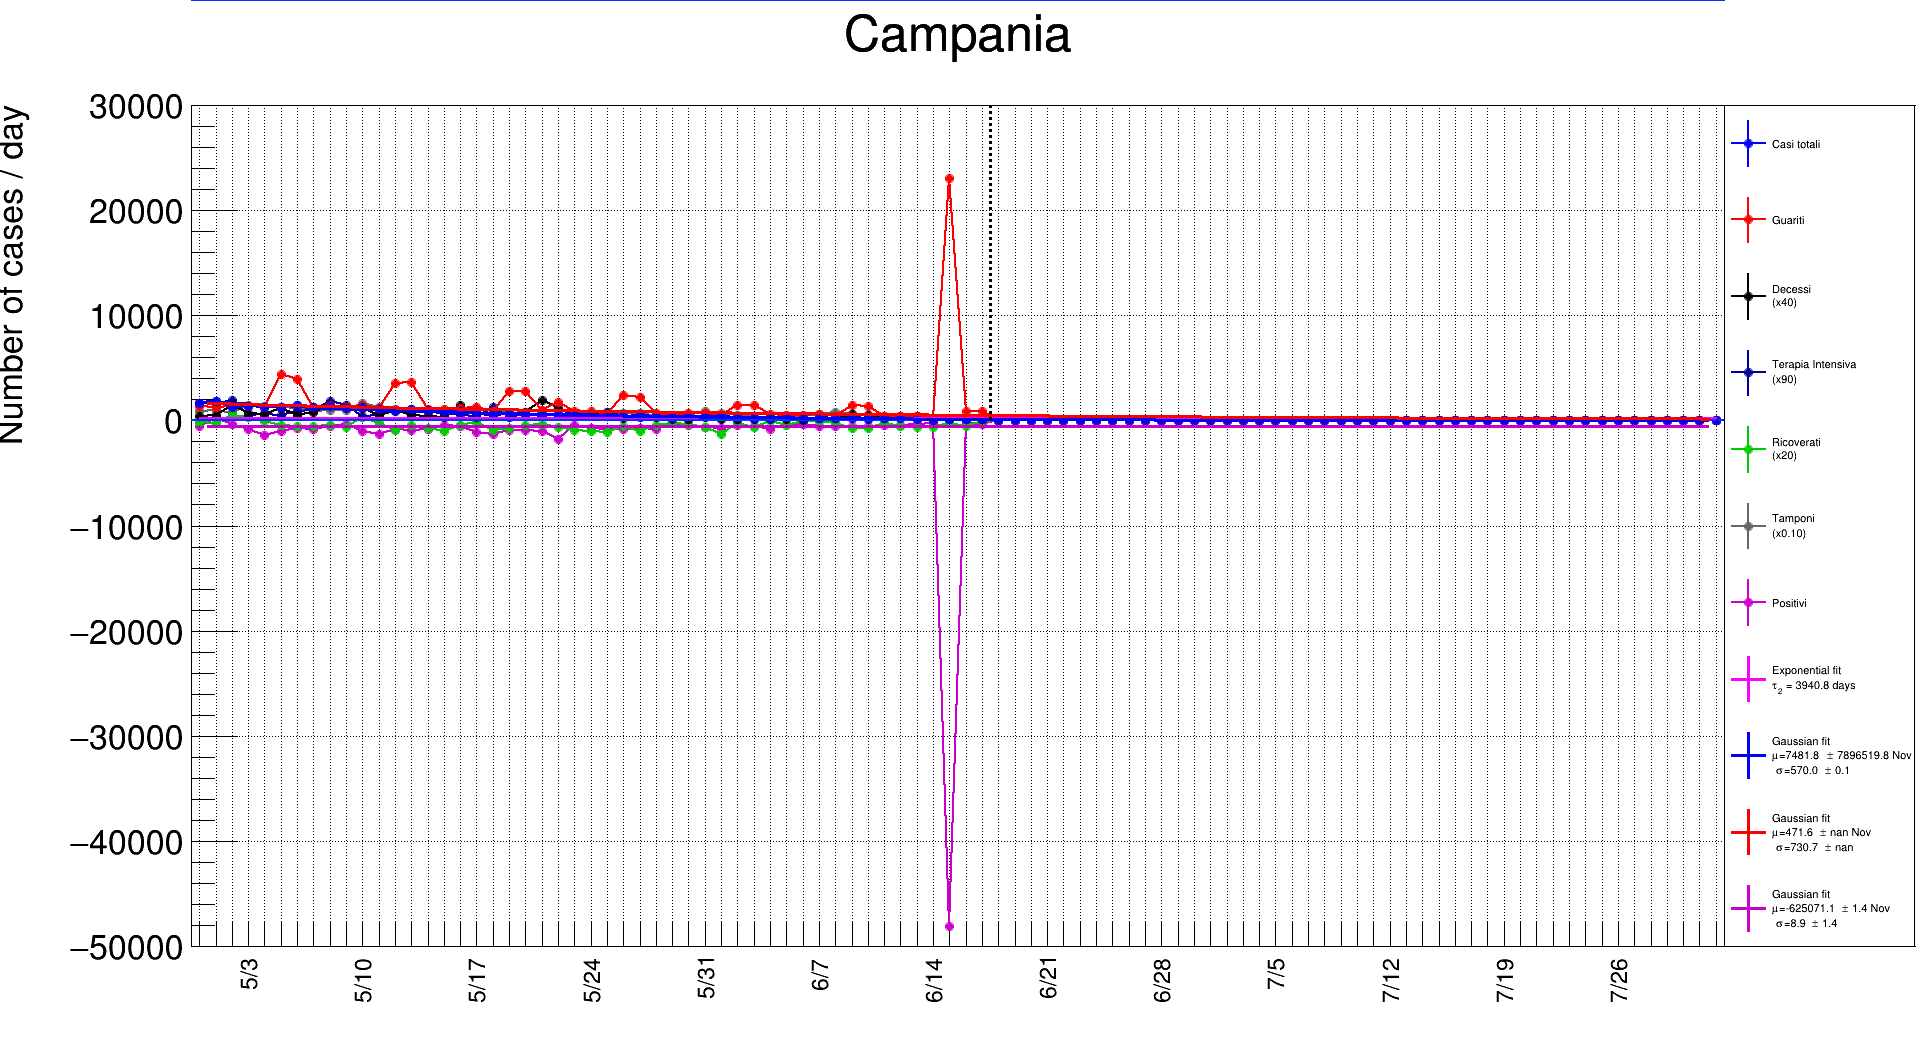 Campania
Number of cases / day
30000
20000
10000
0
−10000
−20000
−30000
−40000
−50000
5/3
5/10
5/17
5/24
5/31
6/7
6/14
6/21
6/28
7/5
7/12
7/19
7/26
Casi totali
Guariti
Decessi
(x40)
Terapia Intensiva
(x90)
Ricoverati
(x20)
Tamponi
(x0.10)
Positivi
Exponential fit
τ2 = 3940.8 days
Gaussian fit
μ=7481.8 ± 7896519.8 Nov
σ=570.0 ± 0.1
Gaussian fit
μ=471.6 ± nan Nov
σ=730.7 ± nan
Gaussian fit
μ=-625071.1 ± 1.4 Nov
σ=8.9 ± 1.4